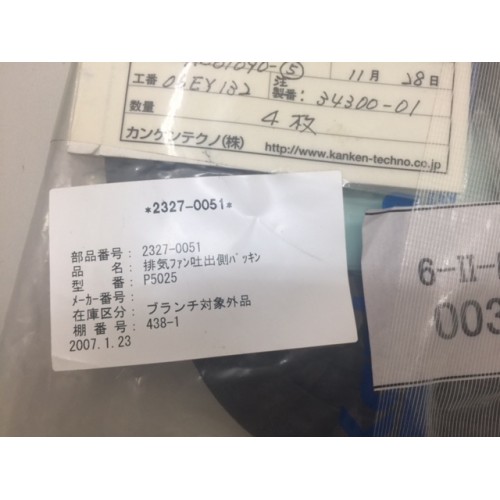 11月 28日
工番 03EY132 注製番: 34300-01
数量 4枚
カンケンテクノ(株) http://www.kanken-techno.co.jp
*2327-0051*
部品番号: 2327-0051
品名: 排気ファン吐出側パッキン
型番: P5025
メーカー番号:
在庫区分: ブランチ対象外品
棚番号: 438-1
2007.1.23
6-II-
003